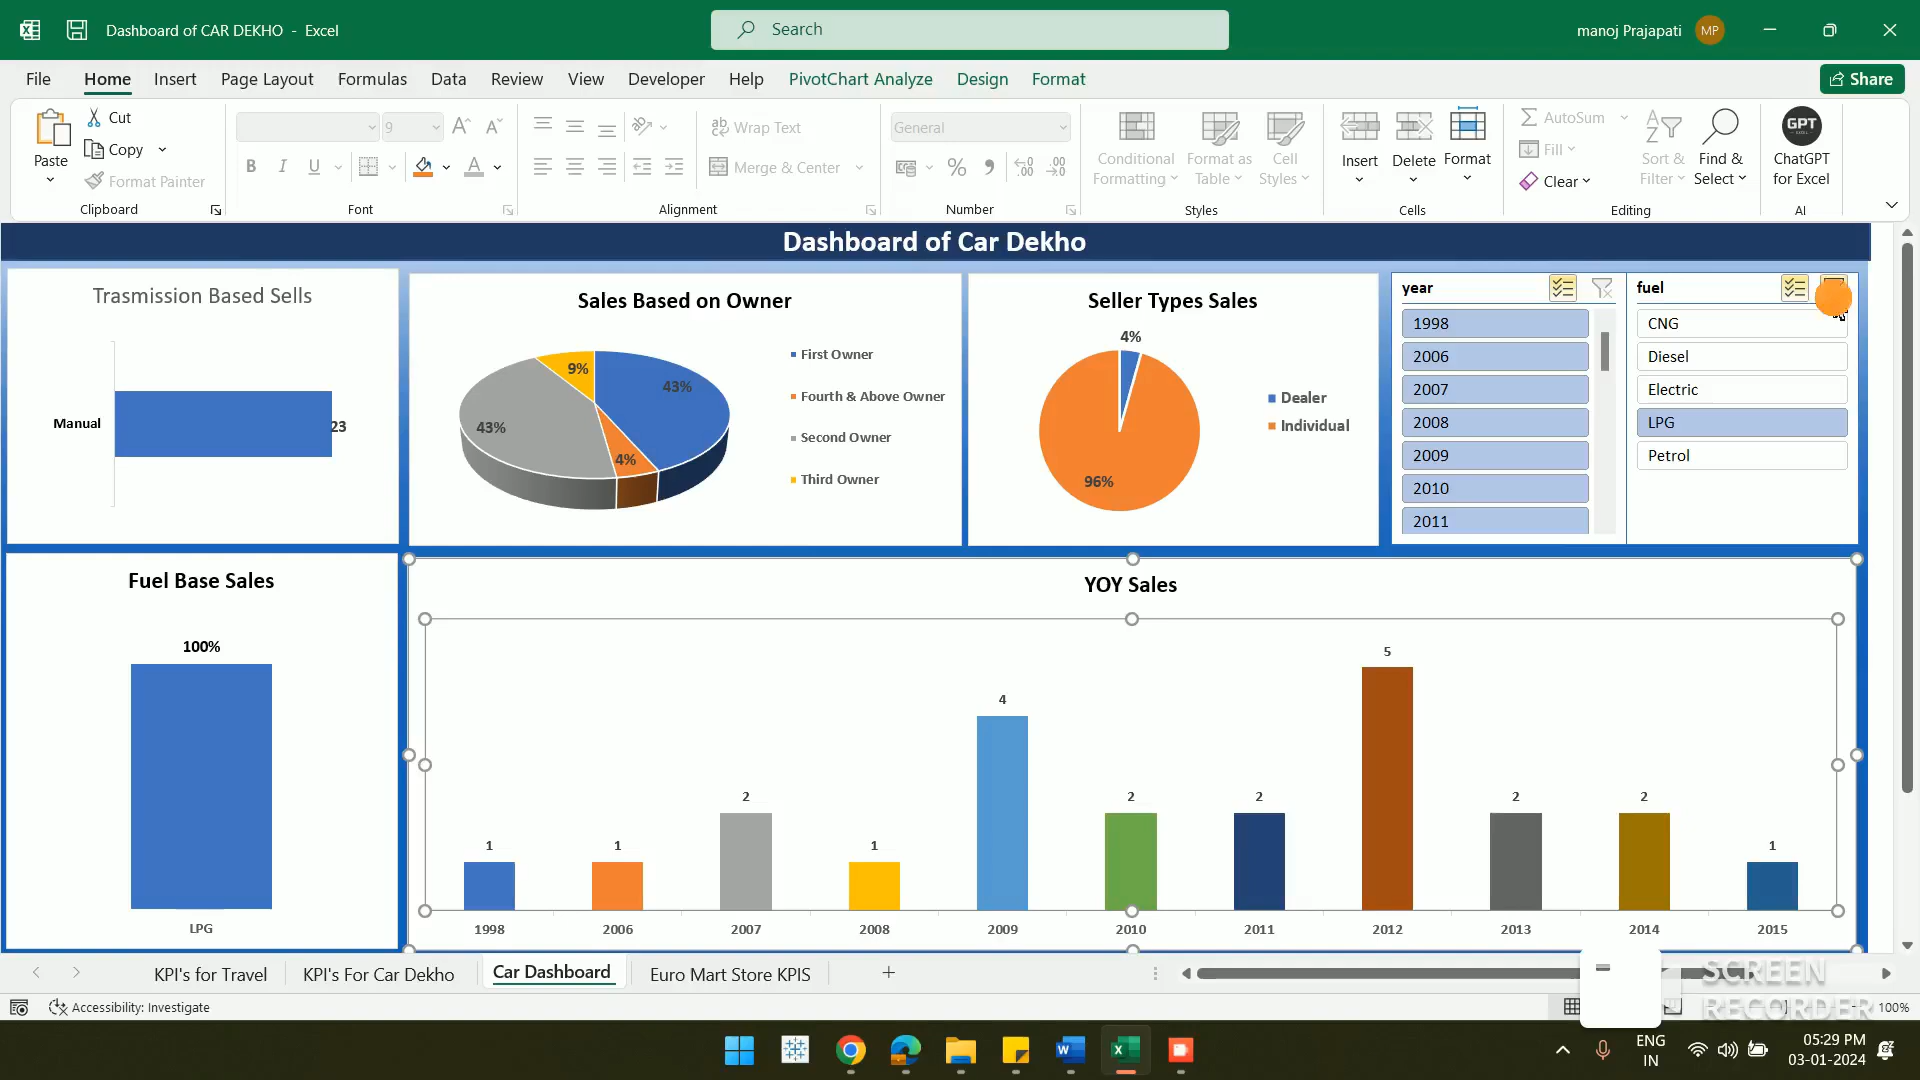 Dashboard of CAR DEKHO - Excel
Search
manoj Prajapati
MP
File Home Insert Page Layout Formulas Data Review View Developer Help PivotChart Analyze Design Format
Share
Paste
Cut
Copy
Format Painter
Clipboard
9
B I U
Font
Wrap Text
Merge & Center
Alignment
General
Number
Conditional Formatting
Format as Table
Cell Styles
Styles
Insert
Delete
Format
Cells
AutoSum
Fill
Clear
Sort & Filter
Find & Select
Editing
GPT
ChatGPT for Excel
AI
Dashboard of Car Dekho
Trasmission Based Sells
Manual
23
Sales Based on Owner
9%
43%
43%
4%
First Owner
Fourth & Above Owner
Second Owner
Third Owner
Seller Types Sales
4%
96%
Dealer
Individual
year
1998
2006
2007
2008
2009
2010
2011
fuel
CNG
Diesel
Electric
LPG
Petrol
Fuel Base Sales
100%
LPG
YOY Sales
1 1 2 1 4 2 2 5 2 2 1
1998 2006 2007 2008 2009 2010 2011 2012 2013 2014 2015
KPI's for Travel KPI's For Car Dekho Car Dashboard Euro Mart Store KPIS
SCREEN
RECORDER
Accessibility: Investigate
100%
ENG
IN
05:29 PM
03-01-2024